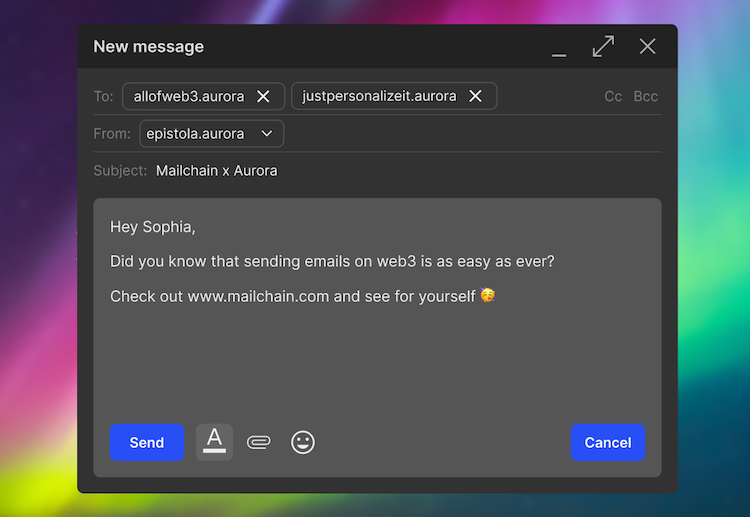 New message
To: allofweb3.aurora justpersonalizeit.aurora Cc Bcc
From: epistola.aurora
Subject: Mailchain x Aurora
Hey Sophia,
Did you know that sending emails on web3 is as easy as ever?
Check out www.mailchain.com and see for yourself 🥳
Send A Cancel